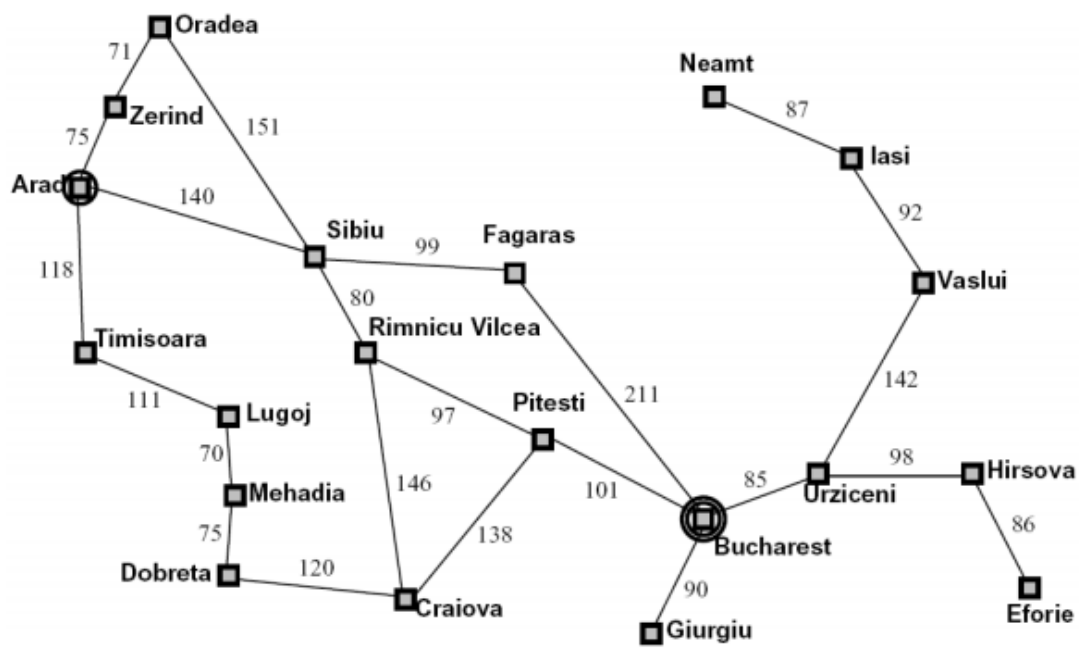 Oradea
71
Neamt
Zerind
87
75
151
Iasi
Arad
140
92
Sibiu
Fagaras
99
118
Vaslui
80
Timisoara
Rimnicu Vilcea
142
111
Lugoj
97
Pitesti
211
70
98
Hirsova
85
Mehadia
146
101
Urziceni
75
138
86
Bucharest
Dobreta
120
90
Craiova
Eforie
Giurgiu